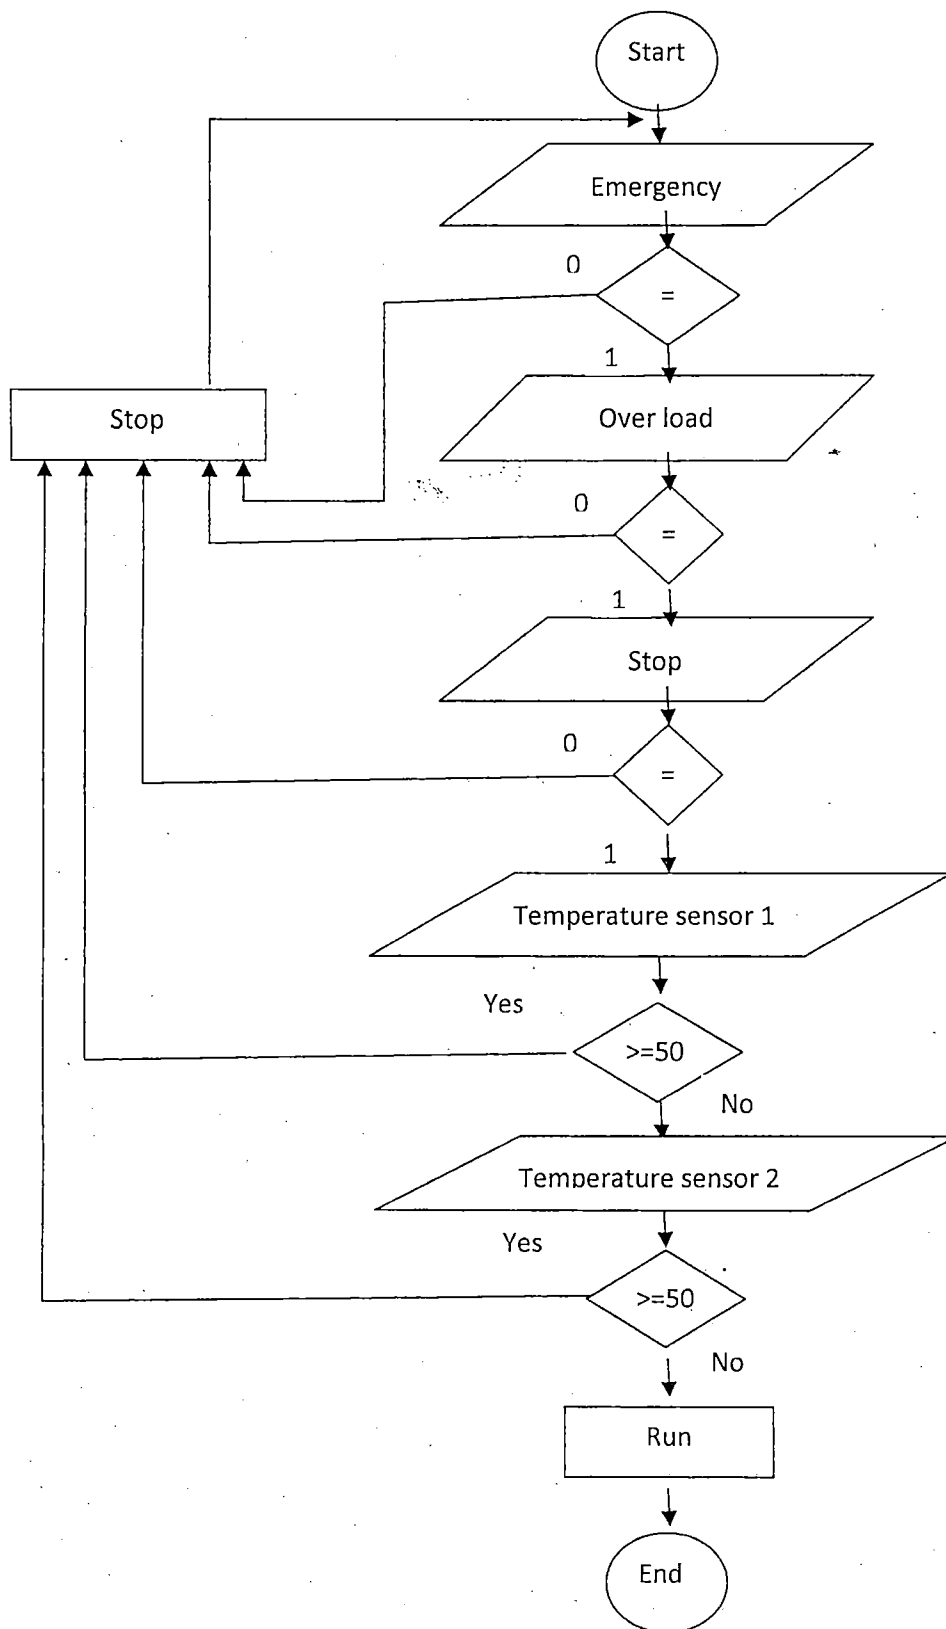 Start
Emergency
0
=
1
Stop
Over load
0
=
1
Stop
0
=
1
Temperature sensor 1
Yes
>=50
No
Temperature sensor 2
Yes
>=50
No
Run
End